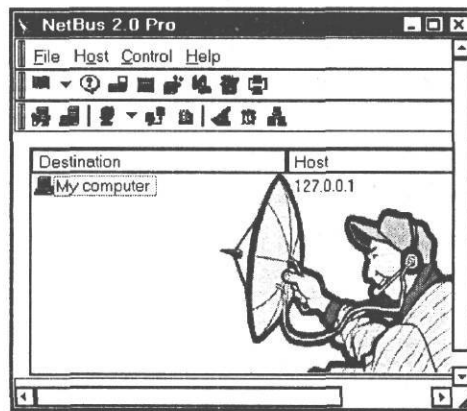 NetBus 2.0 Pro
File Host Control Help
Destination Host
My computer 127.0.0.1